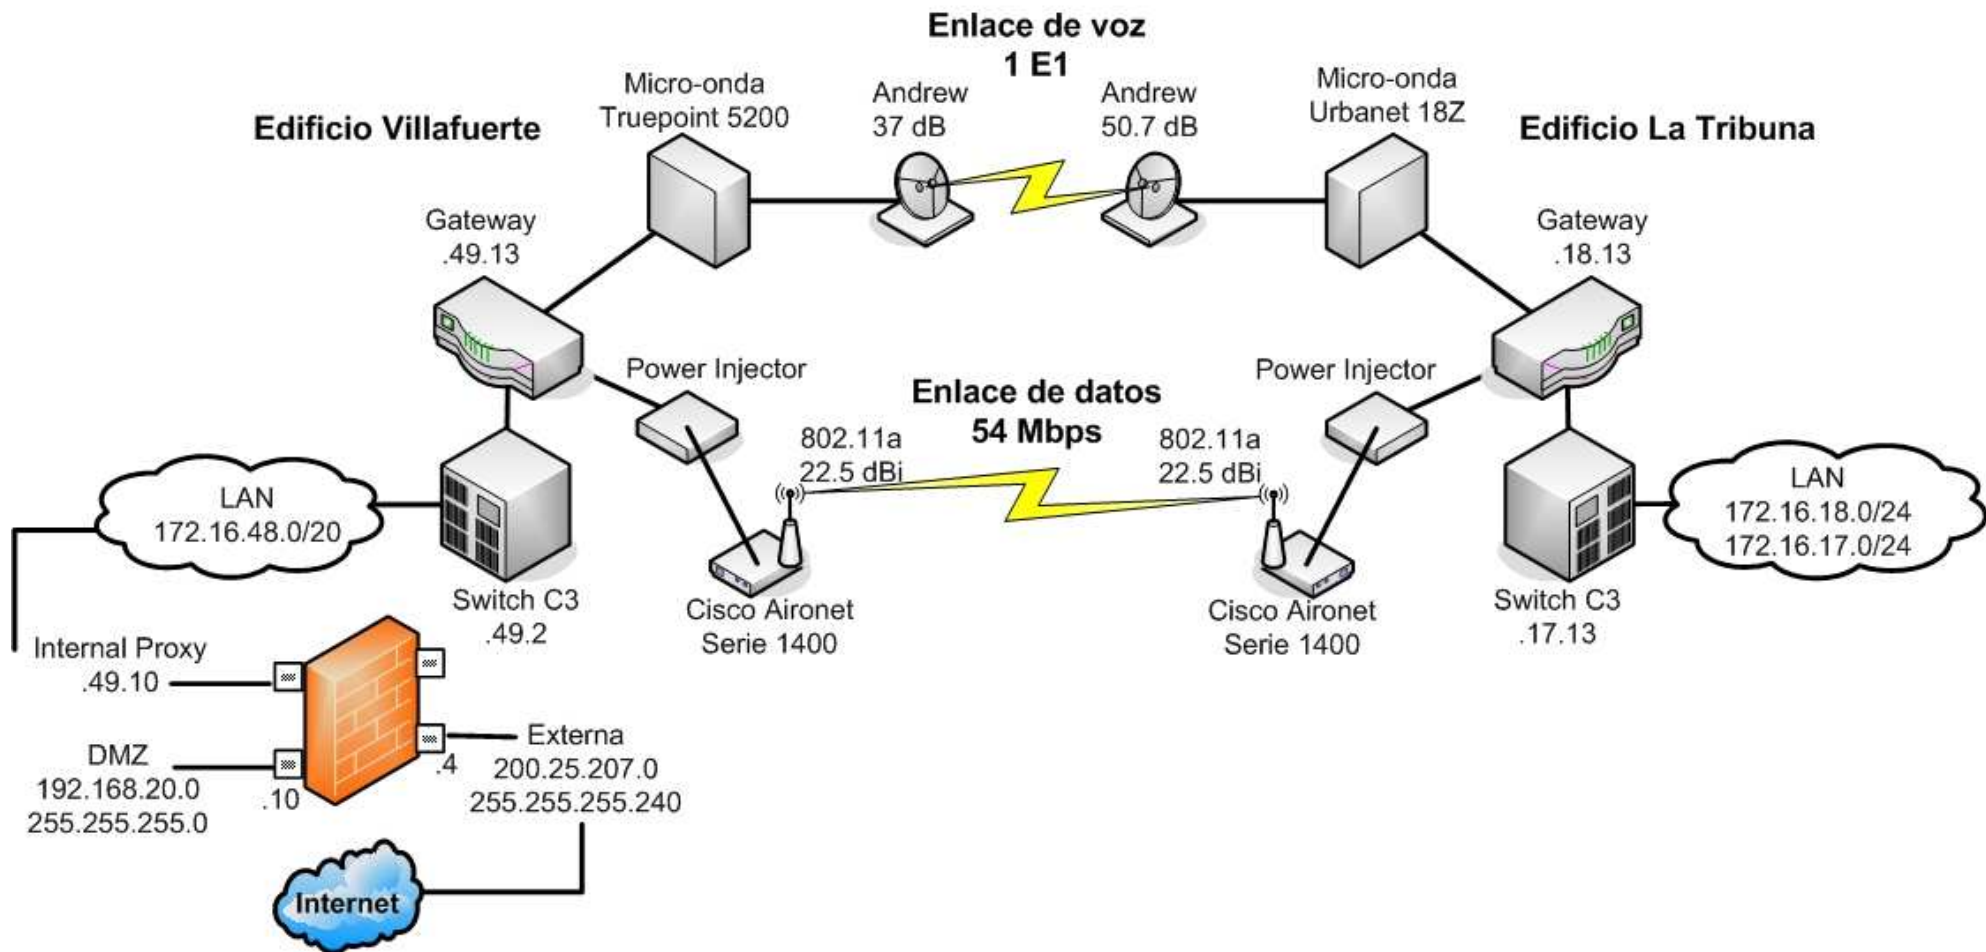 Enlace de voz
1 E1
Micro-onda
Truepoint 5200
Andrew
37 dB
Andrew
50.7 dB
Micro-onda
Urbanet 18Z
Edificio Villafuerte
Edificio La Tribuna
Gateway
.49.13
Gateway
.18.13
Power Injector
Power Injector
Enlace de datos
54 Mbps
802.11a
22.5 dBi
802.11a
22.5 dBi
LAN
172.16.48.0/20
LAN
172.16.18.0/24
172.16.17.0/24
Switch C3
.49.2
Cisco Aironet
Serie 1400
Cisco Aironet
Serie 1400
Switch C3
.17.13
Internal Proxy
.49.10
DMZ
192.168.20.0
255.255.255.0
.10
.4
Externa
200.25.207.0
255.255.255.240
Internet